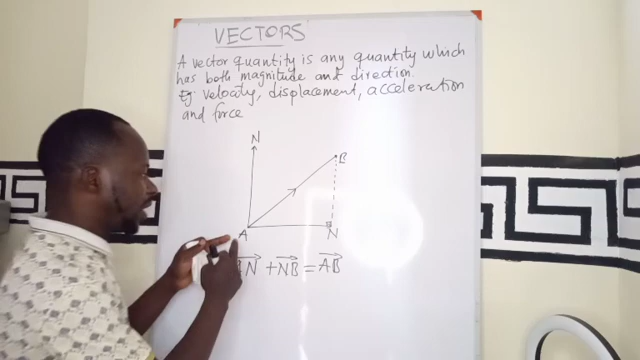 VECTORS
A vector quantity is any quantity which
has both magnitude and direction.
Eg velocity, displacement, acceleration
and force
N
B
A
N
N + NB = AB